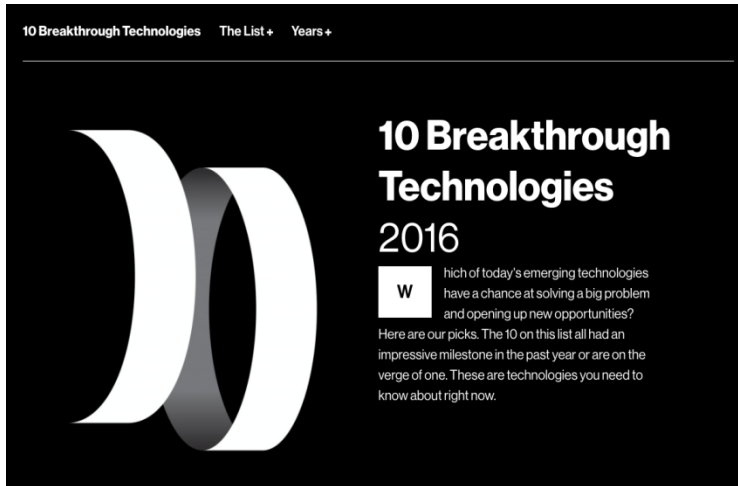 10 Breakthrough Technologies The List + Years +
10 Breakthrough
Technologies
2016
Which of today's emerging technologies
have a chance at solving a big problem
and opening up new opportunities?
Here are our picks. The 10 on this list all had an
impressive milestone in the past year or are on the
verge of one. These are technologies you need to
know about right now.